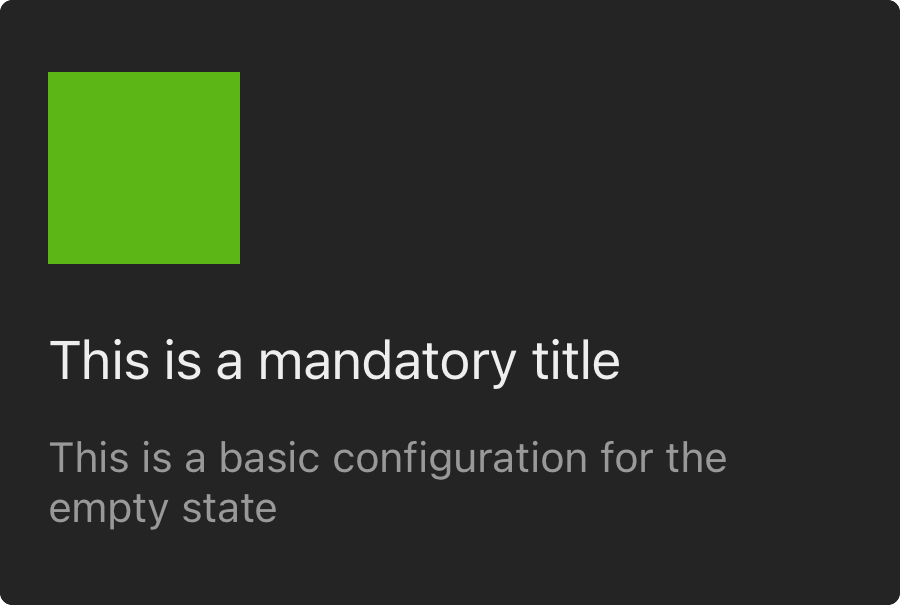 This is a mandatory title
This is a basic configuration for the
empty state